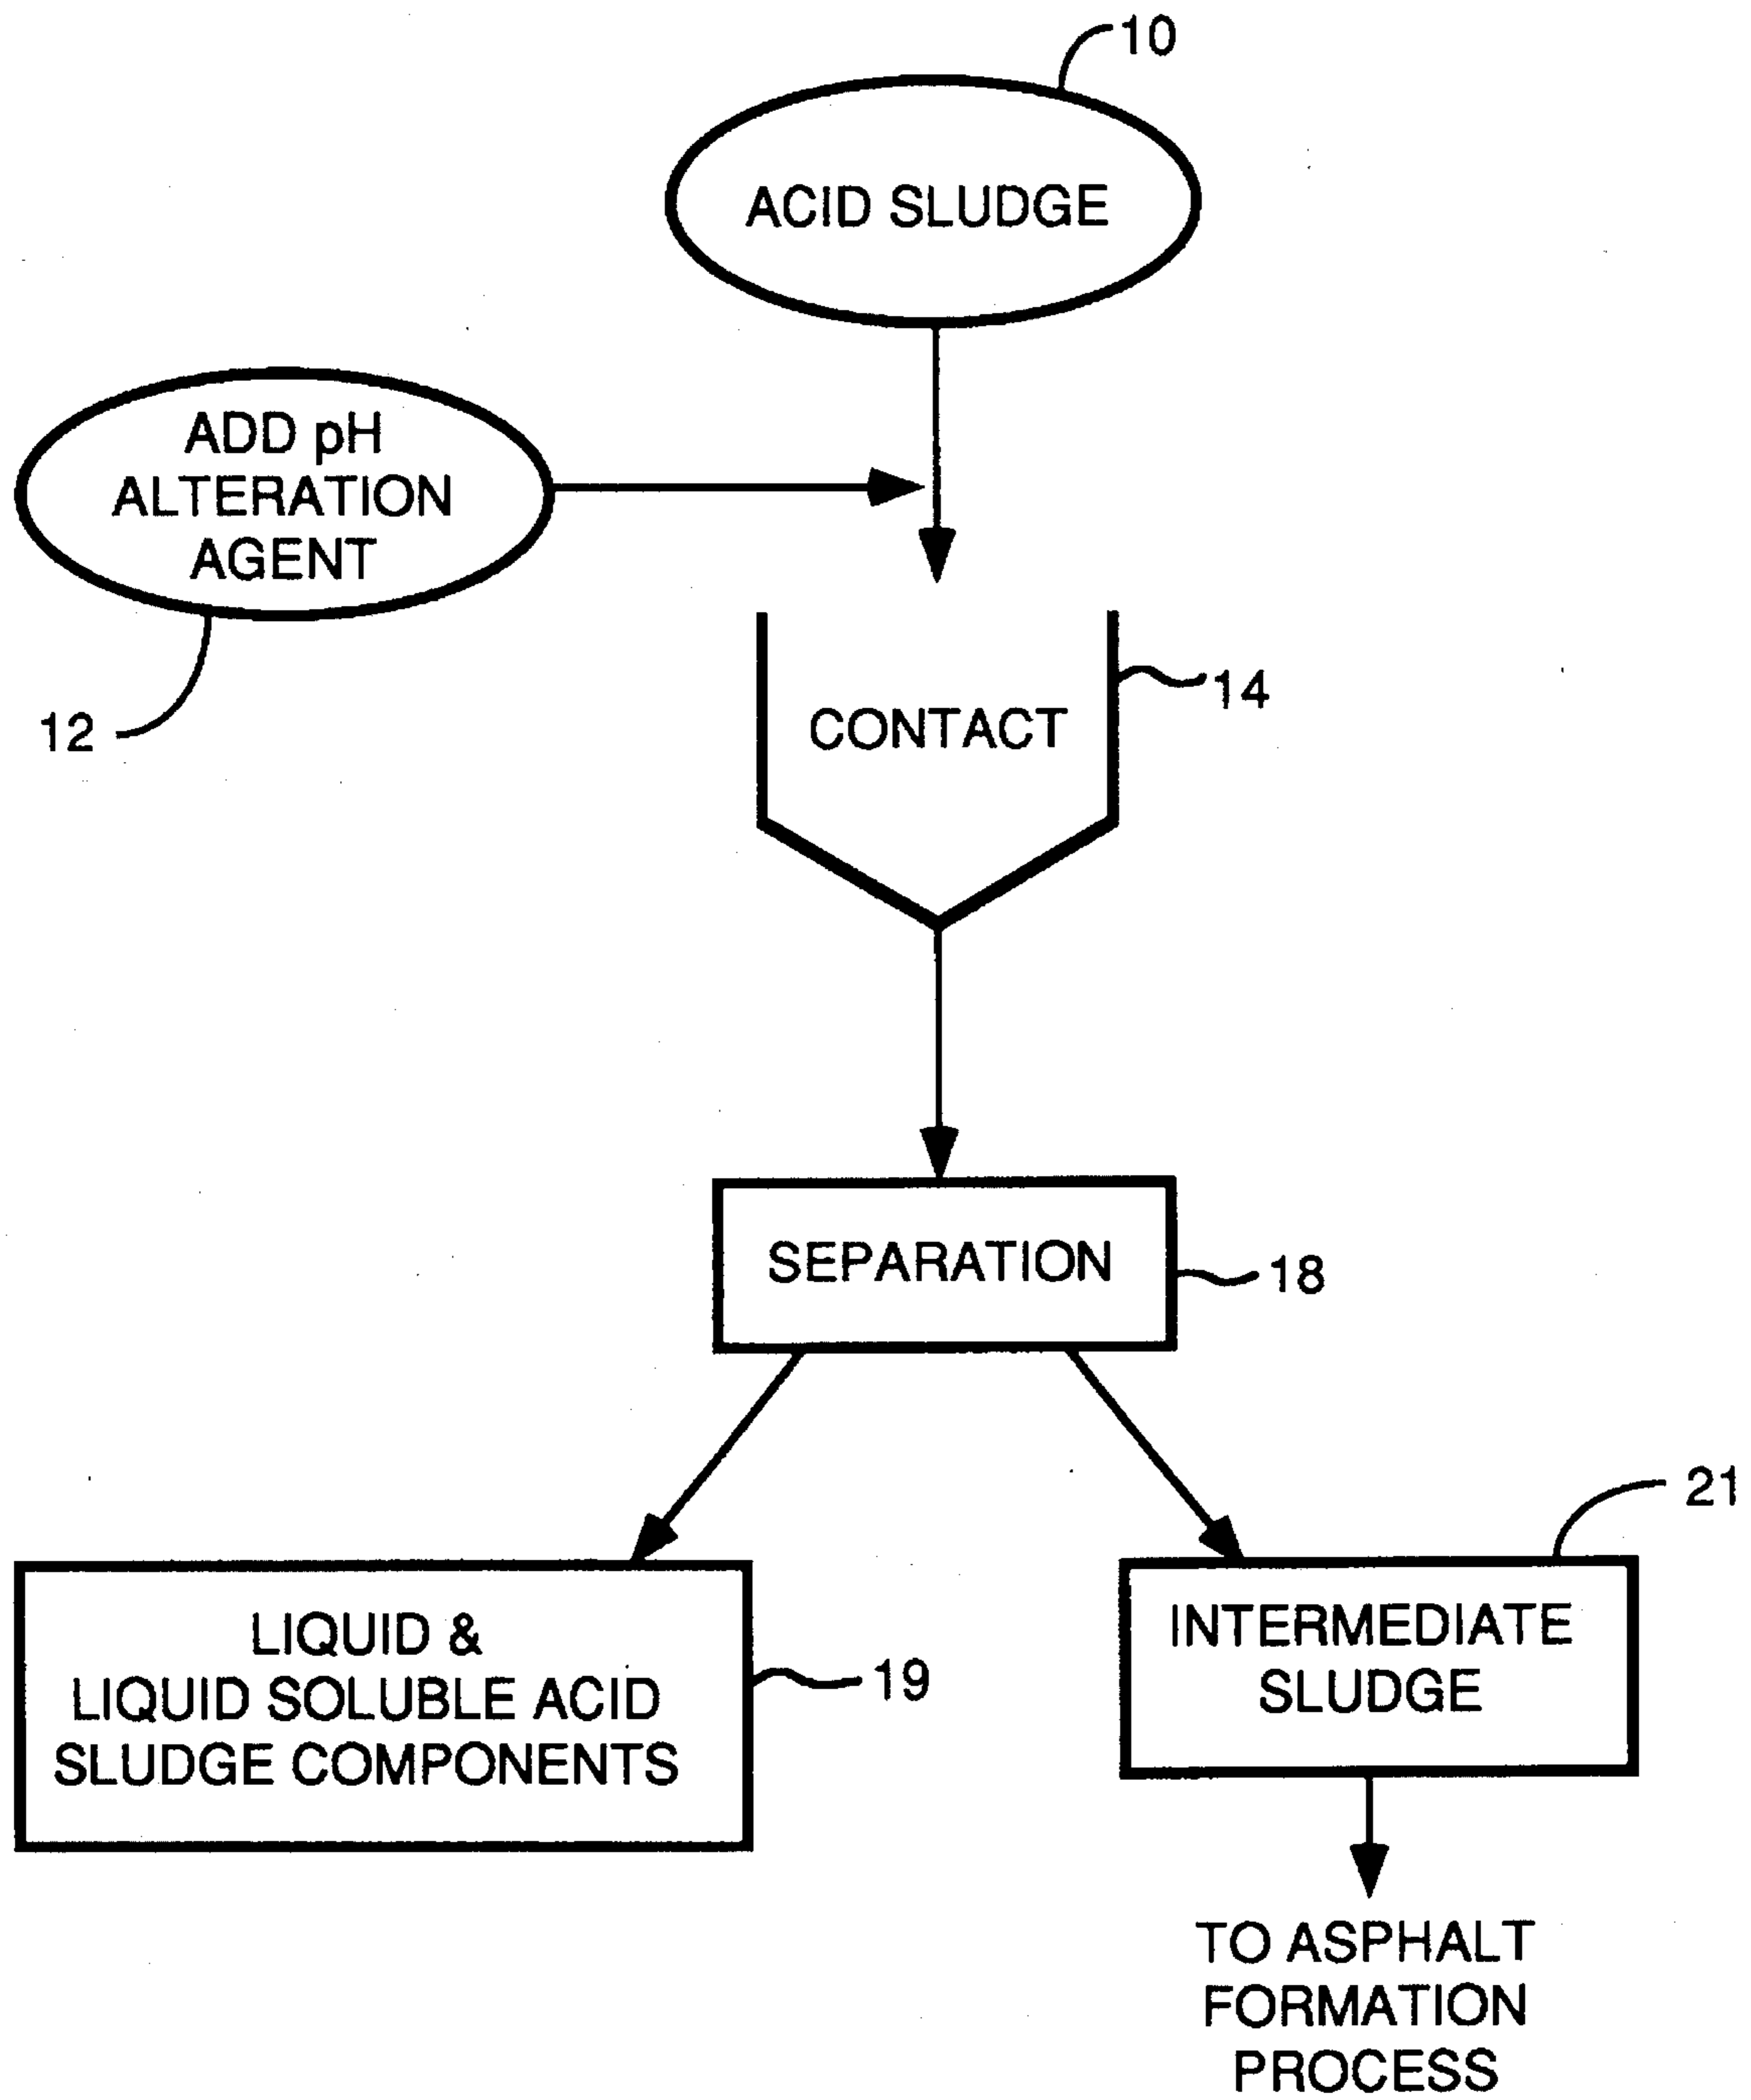 10
ACID SLUDGE
ADD pH
ALTERATION
AGENT
12
14
CONTACT
SEPARATION
18
21
LIQUID &
LIQUID SOLUBLE ACID
SLUDGE COMPONENTS
19
INTERMEDIATE
SLUDGE
TO ASPHALT
FORMATION
PROCESS